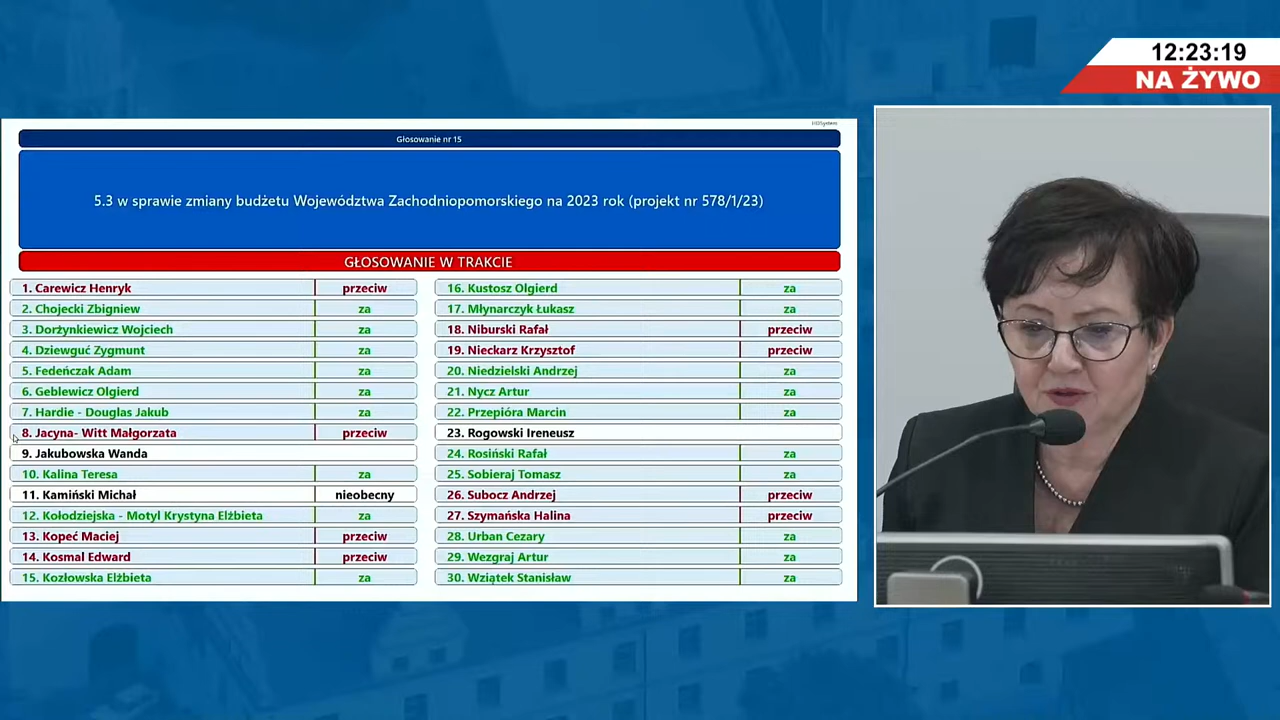 12:23:19
NA ŻYWO
Głosowanie nr 15
5.3 w sprawie zmiany budżetu Województwa Zachodniopomorskiego na 2023 rok (projekt nr 578/1/23)
GŁOSOWANIE W TRAKCIE
1. Carewicz Henryk przeciw
2. Chojecki Zbigniew za
3. Dorżynkiewicz Wojciech za
4. Dziewguć Zygmunt za
5. Fedeńczak Adam za
6. Geblewicz Olgierd za
7. Hardie - Douglas Jakub za
8. Jacyna- Witt Małgorzata przeciw
9. Jakubowska Wanda
10. Kalina Teresa za
11. Kamiński Michał nieobecny
12. Kołodziejska - Motyl Krystyna Elżbieta za
13. Kopeć Maciej przeciw
14. Kosmal Edward przeciw
15. Kozłowska Elżbieta za
16. Kustosz Olgierd za
17. Młynarczyk Łukasz za
18. Niburski Rafał przeciw
19. Nieckarz Krzysztof przeciw
20. Niedzielski Andrzej za
21. Nycz Artur za
22. Przepióra Marcin za
23. Rogowski Ireneusz
24. Rosiński Rafał za
25. Sobieraj Tomasz za
26. Subocz Andrzej przeciw
27. Szymańska Halina przeciw
28. Urban Cezary za
29. Wezgraj Artur za
30. Wziątek Stanisław za